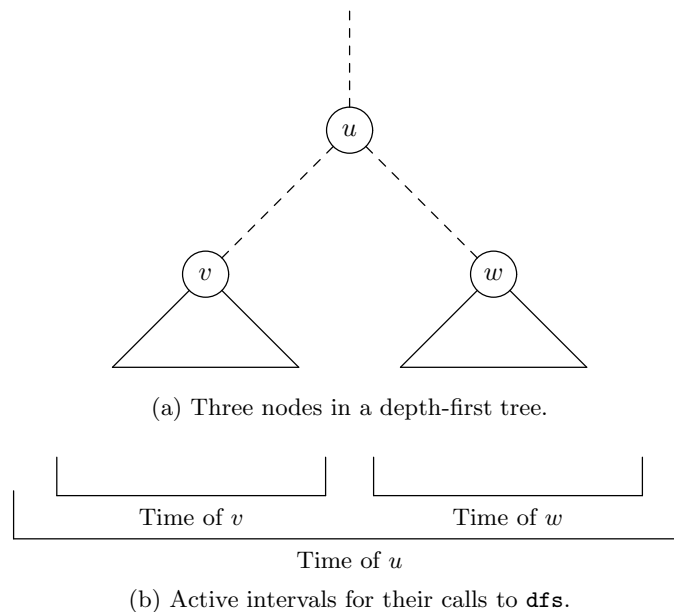 u
v w
(a) Three nodes in a depth-first tree.
Time of v Time of w
Time of u
(b) Active intervals for their calls to dfs.